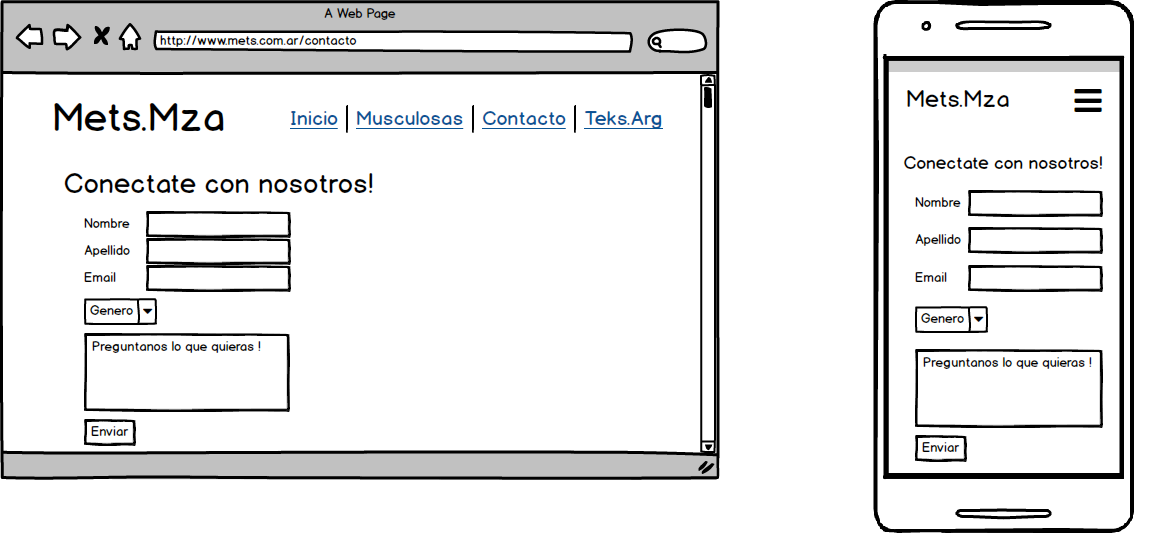 A Web Page
http://www.mets.com.ar/contacto
Mets.Mza
Inicio | Musculosas | Contacto | Teks.Arg
Conectate con nosotros!
Nombre
Apellido
Email
Genero
Preguntanos lo que quieras !
Enviar
Mets.Mza
Conectate con nosotros!
Nombre
Apellido
Email
Genero
Preguntanos lo que quieras !
Enviar